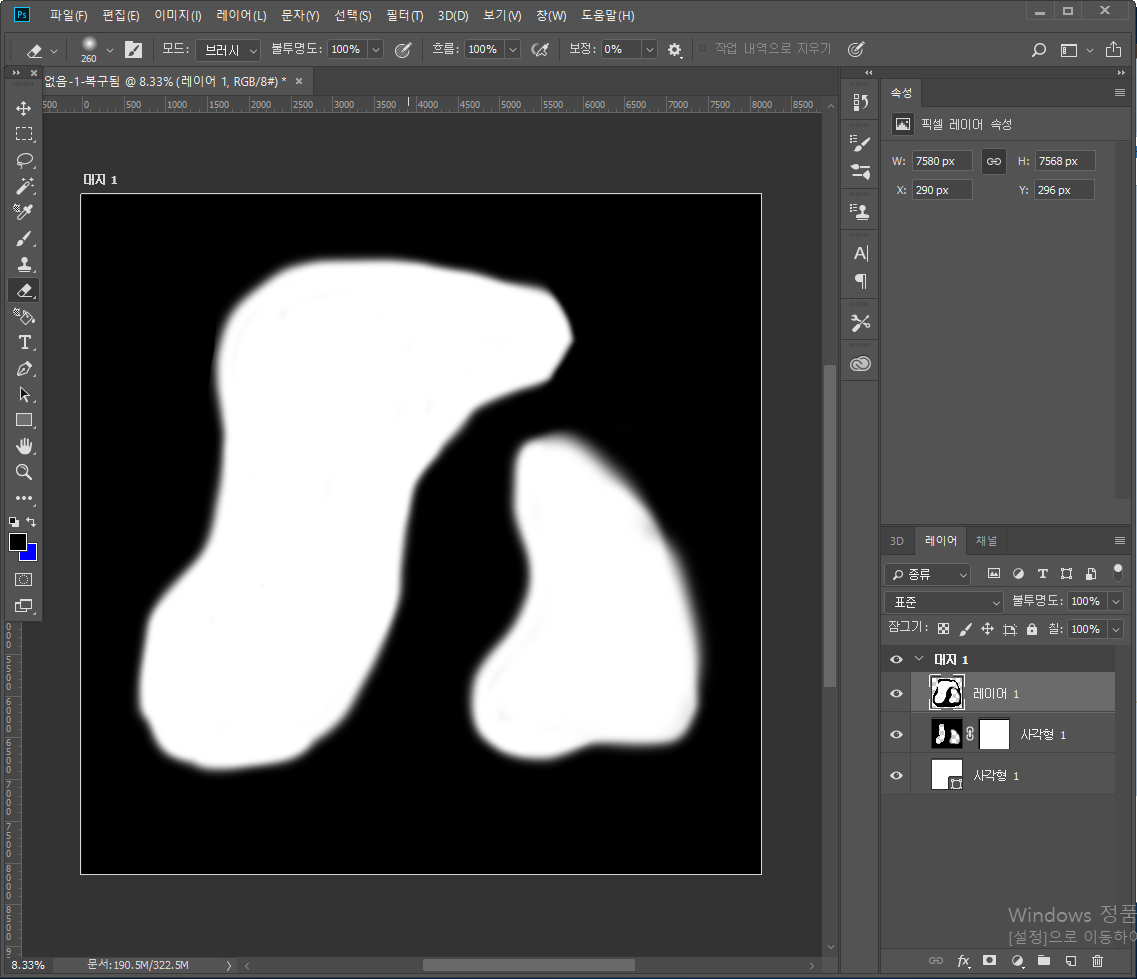 Ps 파일(F) 편집(E) 이미지(I) 레이어(L) 문자(Y) 선택(S) 필터(T) 3D(D) 보기(V) 창(W) 도움말(H)
260 모드: 브러시 불투명도: 100% 흐름: 100% 보정: 0% 작업 내역으로 지우기
없음-1-복구됨 @ 8.33% (레이어 1, RGB/8#) * ×
500 0 500 1000 1500 2000 2500 3000 3500 4000 4500 5000 5500 6000 6500 7000 7500 8000 8500
대지 1
속성
픽셀 레이어 속성
W: 7580 px H: 7568 px
X: 290 px Y: 296 px
3D 레이어 채널
종류
표준 불투명도: 100%
잠그기: 칠: 100%
대지 1
레이어 1
사각형 1
사각형 1
Windows 정품
[설정]으로 이동하여
8.33% 문서:190.5M/322.5M